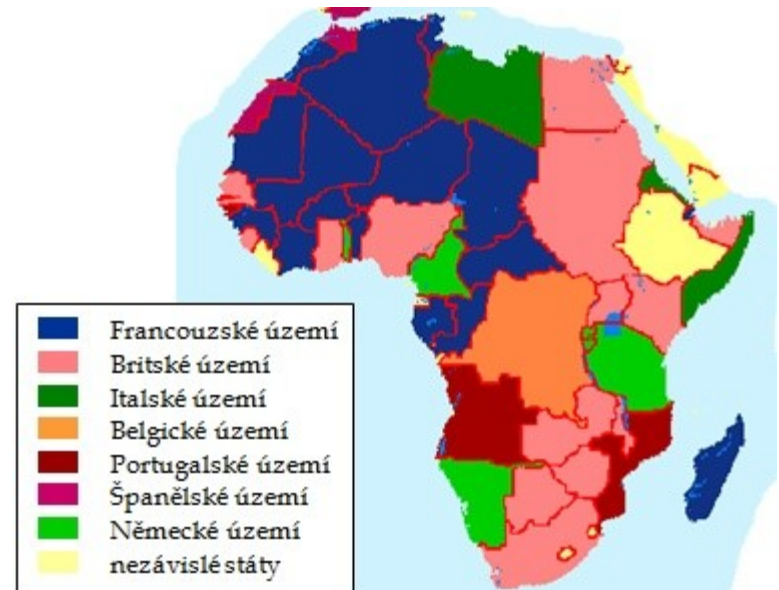 Francouzské území
Britské území
Italské území
Belgické území
Portugalské území
Španělské území
Německé území
nezávislé státy